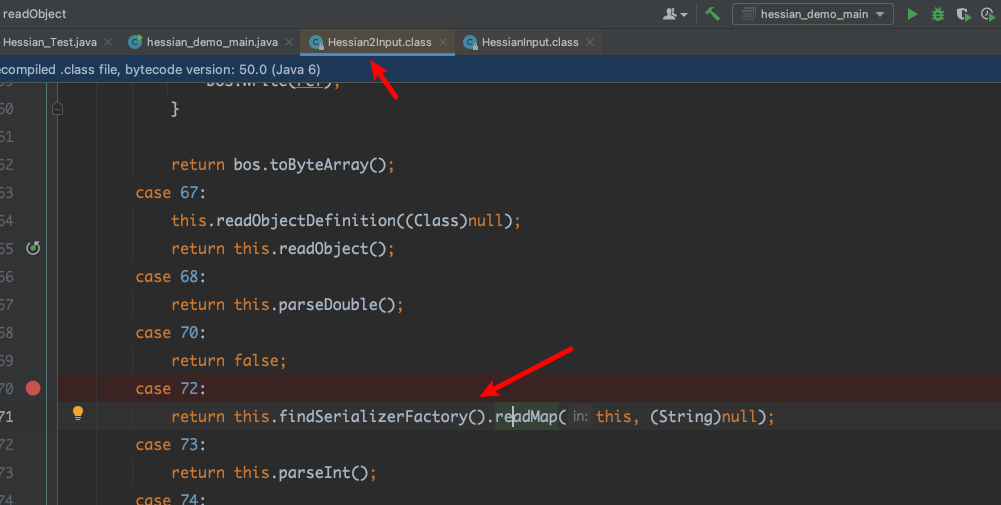 readObject hessian_demo_main
Hessian_Test.java hessian_demo_main.java Hessian2Input.class HessianInput.class
ecompiled .class file, bytecode version: 50.0 (Java 6)
bos.write(ref);
60 }
61
62 return bos.toByteArray();
63 case 67:
64 this.readObjectDefinition((Class)null);
65 return this.readObject();
66 case 68:
67 return this.parseDouble();
68 case 70:
69 return false;
70 case 72:
71 return this.findSerializerFactory().readMap( in: this, (String)null);
72 case 73:
73 return this.parseInt();
74 case 74: